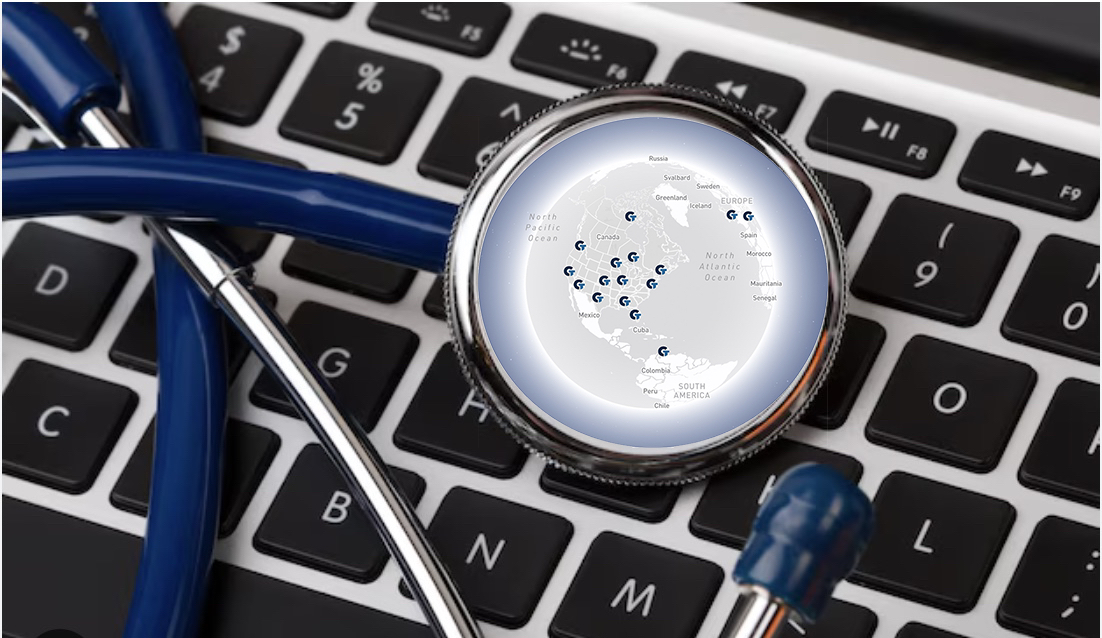 F5
$
4
%
5
F6
^
6
F7
F8
F9
(
9
)
0
D
G
H
O
C
B
N
M
K
L
:
;
Russia
Svalbard
Sweden
Greenland
Iceland
EUROPE
North
Pacific
Ocean
Canada
Spain
North
Atlantic
Ocean
Morocco
Mauritania
Senegal
Mexico
Cuba
Colombia
Peru
SOUTH
AMERICA
Chile